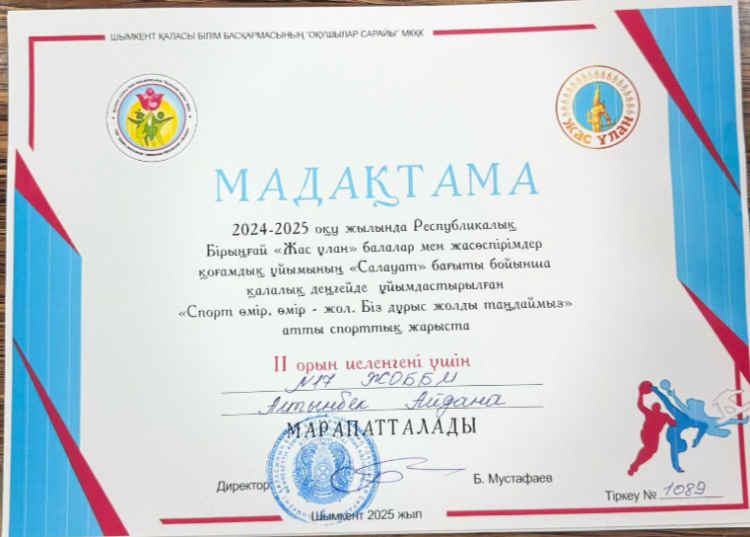 ШЫМКЕНТ ҚАЛАСЫ БІЛІМ БАСҚАРМАСЫНЫҢ "ОҚУШЫЛАР САРАЙЫ" МКҚК
ЖАС ҰЛАН
МАДАҚТАМА
2024-2025 оқу жылында Республикалық
Бірыңғай «Жас ұлан» балалар мен жасөспірімдер
қоғамдық ұйымының «Салауат» бағыты бойынша
қалалық деңгейде ұйымдастырылған
«Спорт өмір, өмір - жол. Біз дұрыс жолды таңдаймыз»
атты спорттық жарыста
II орын иеленгені үшін
№17 ЖОББМ
Алтынбек Айдана
МАРАПАТТАЛАДЫ
Директор:
Б. Мустафаев
Тіркеу № 1089
Шымкент 2025 жыл